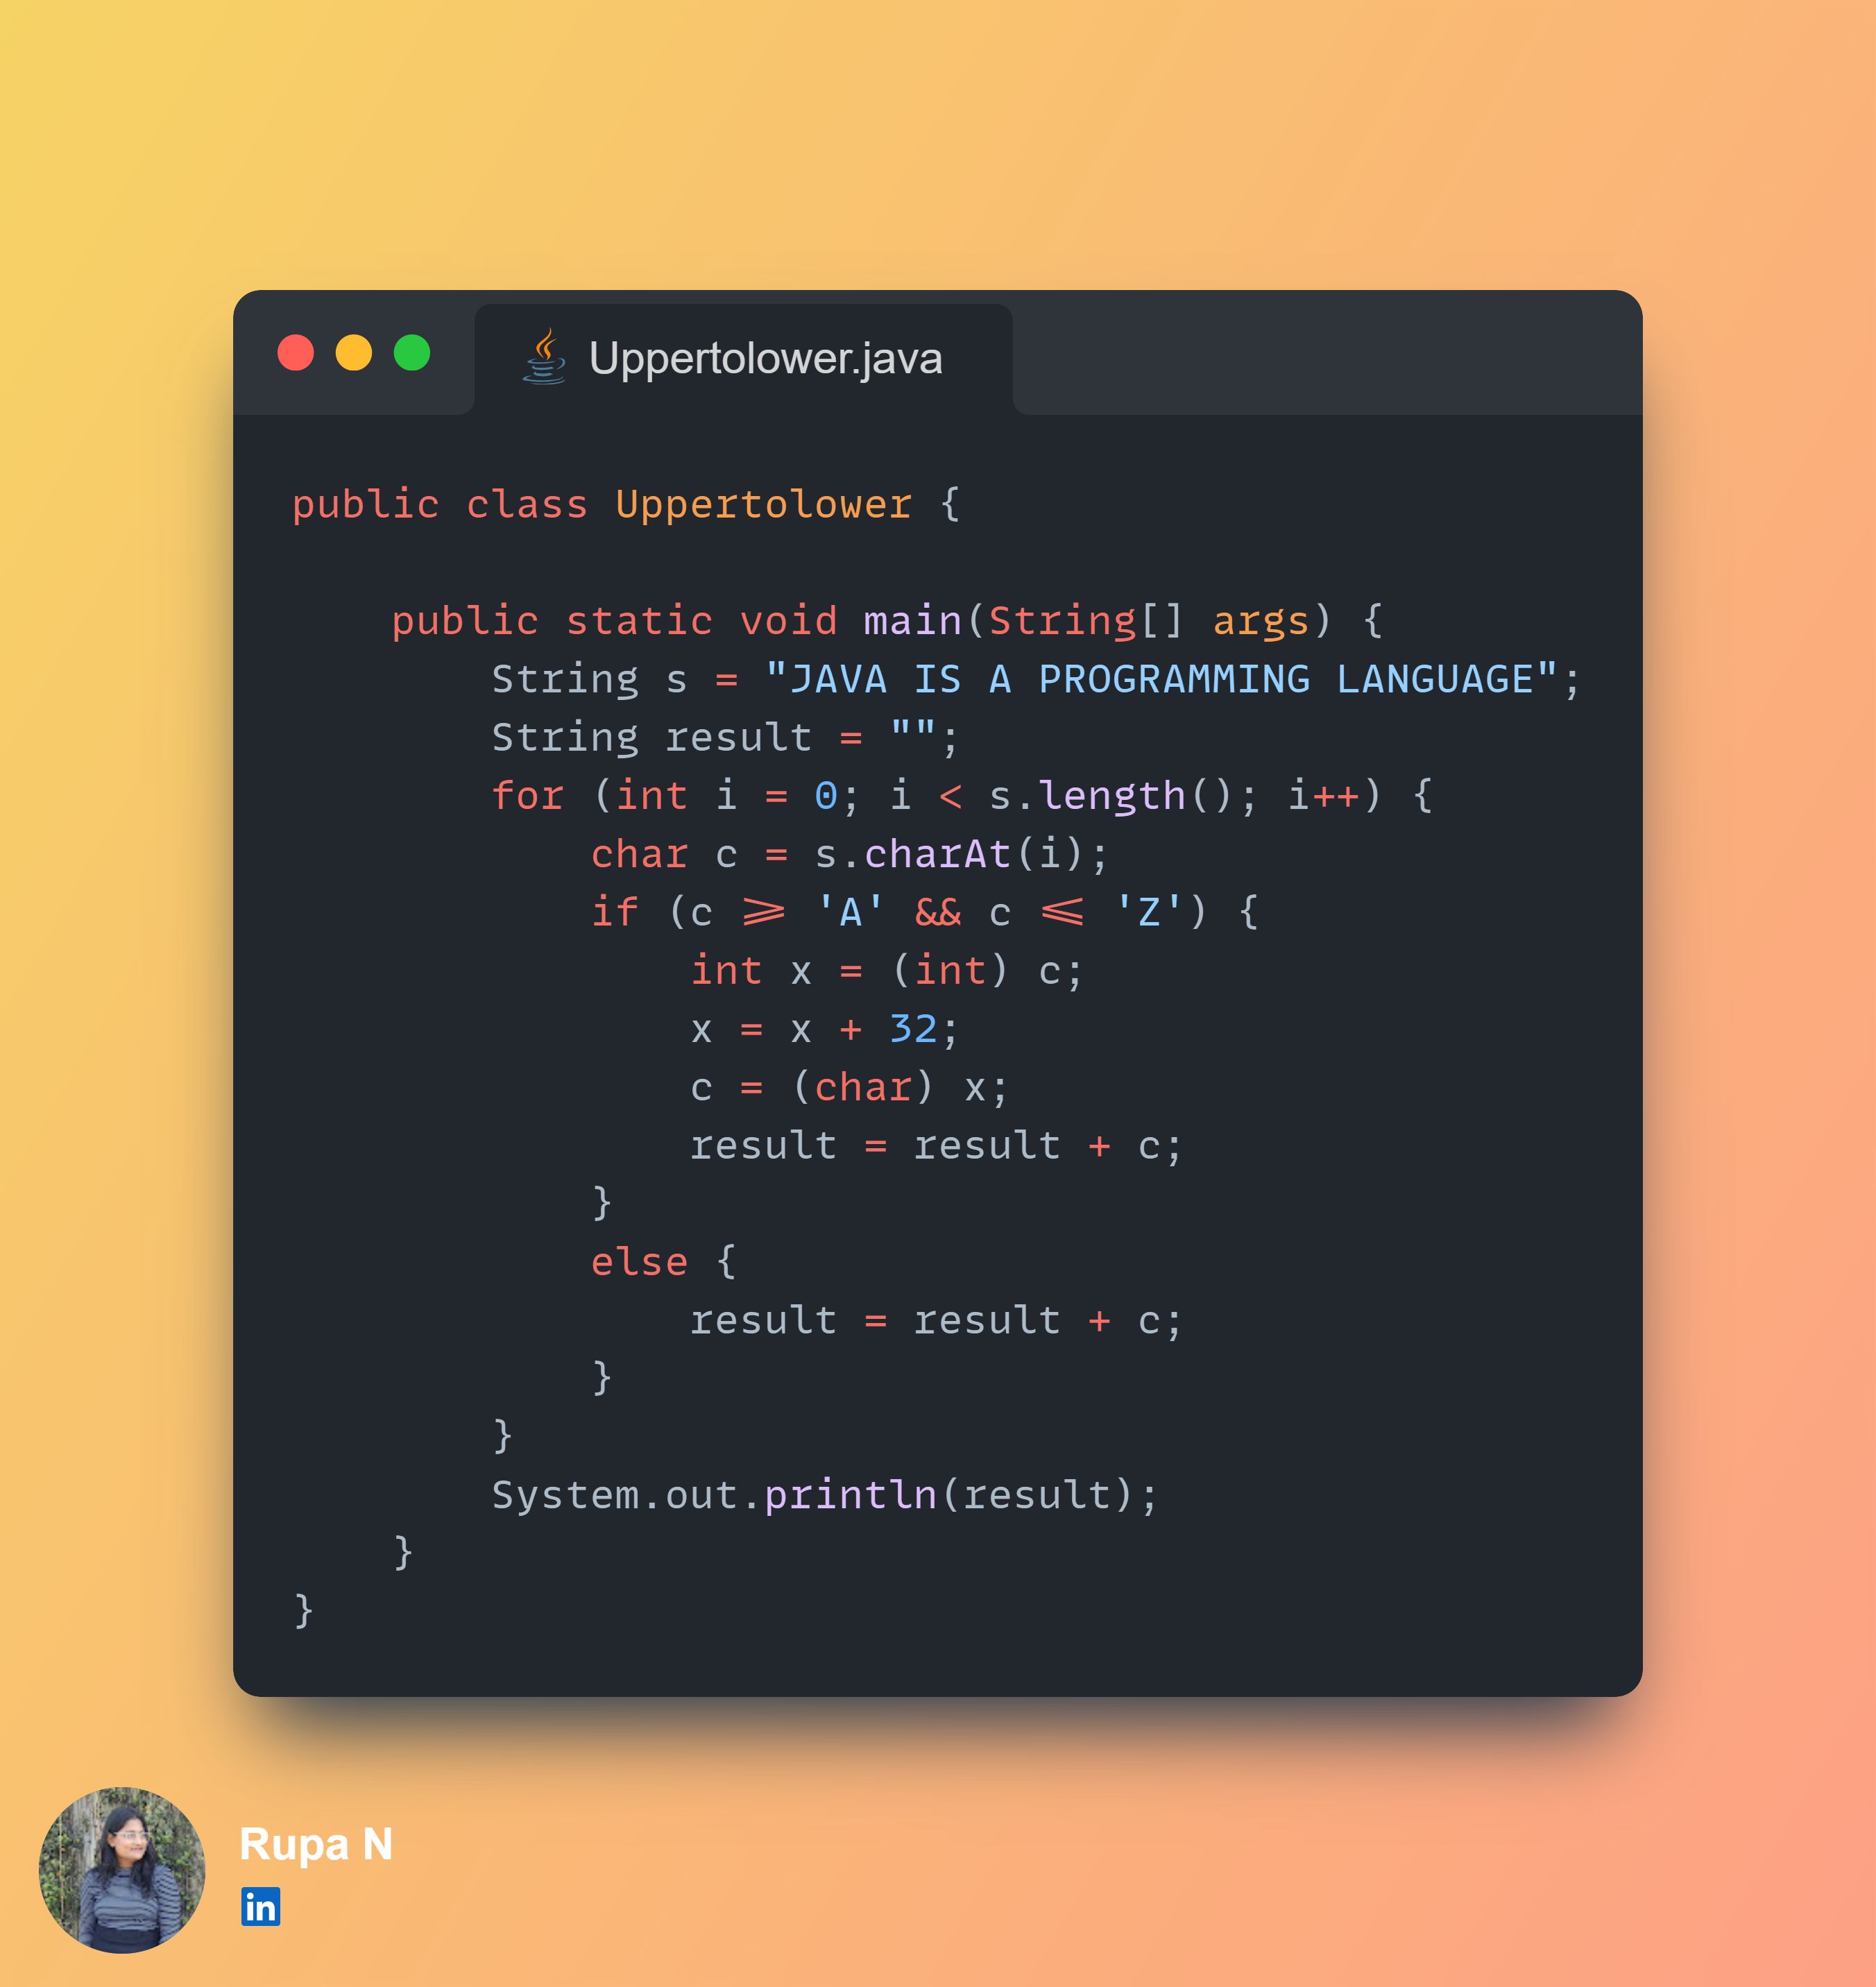 Uppertolower.java
public class Uppertolower {
    public static void main(String[] args) {
        String s = "JAVA IS A PROGRAMMING LANGUAGE";
        String result = "";
        for (int i = 0; i < s.length(); i++) {
            char c = s.charAt(i);
            if (c >= 'A' && c <= 'Z') {
                int x = (int) c;
                x = x + 32;
                c = (char) x;
                result = result + c;
            }
            else {
                result = result + c;
            }
        }
        System.out.println(result);
    }
}
Rupa N
in